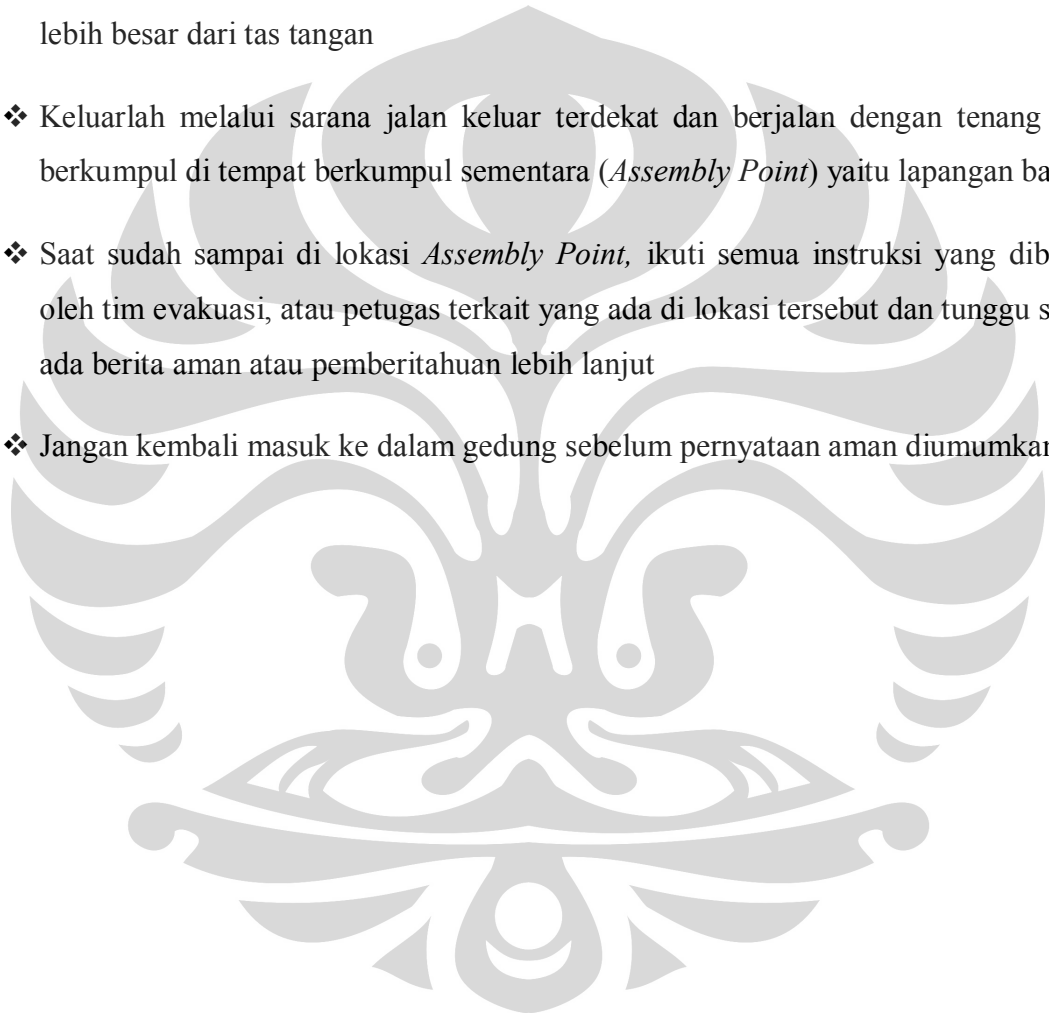 lebih besar dari tas tangan
❖ Keluarlah melalui sarana jalan keluar terdekat dan berjalan dengan tenang
berkumpul di tempat berkumpul sementara (Assembly Point) yaitu lapangan ba
❖ Saat sudah sampai di lokasi Assembly Point, ikuti semua instruksi yang dib
oleh tim evakuasi, atau petugas terkait yang ada di lokasi tersebut dan tunggu s
ada berita aman atau pemberitahuan lebih lanjut
❖ Jangan kembali masuk ke dalam gedung sebelum pernyataan aman diumumkan